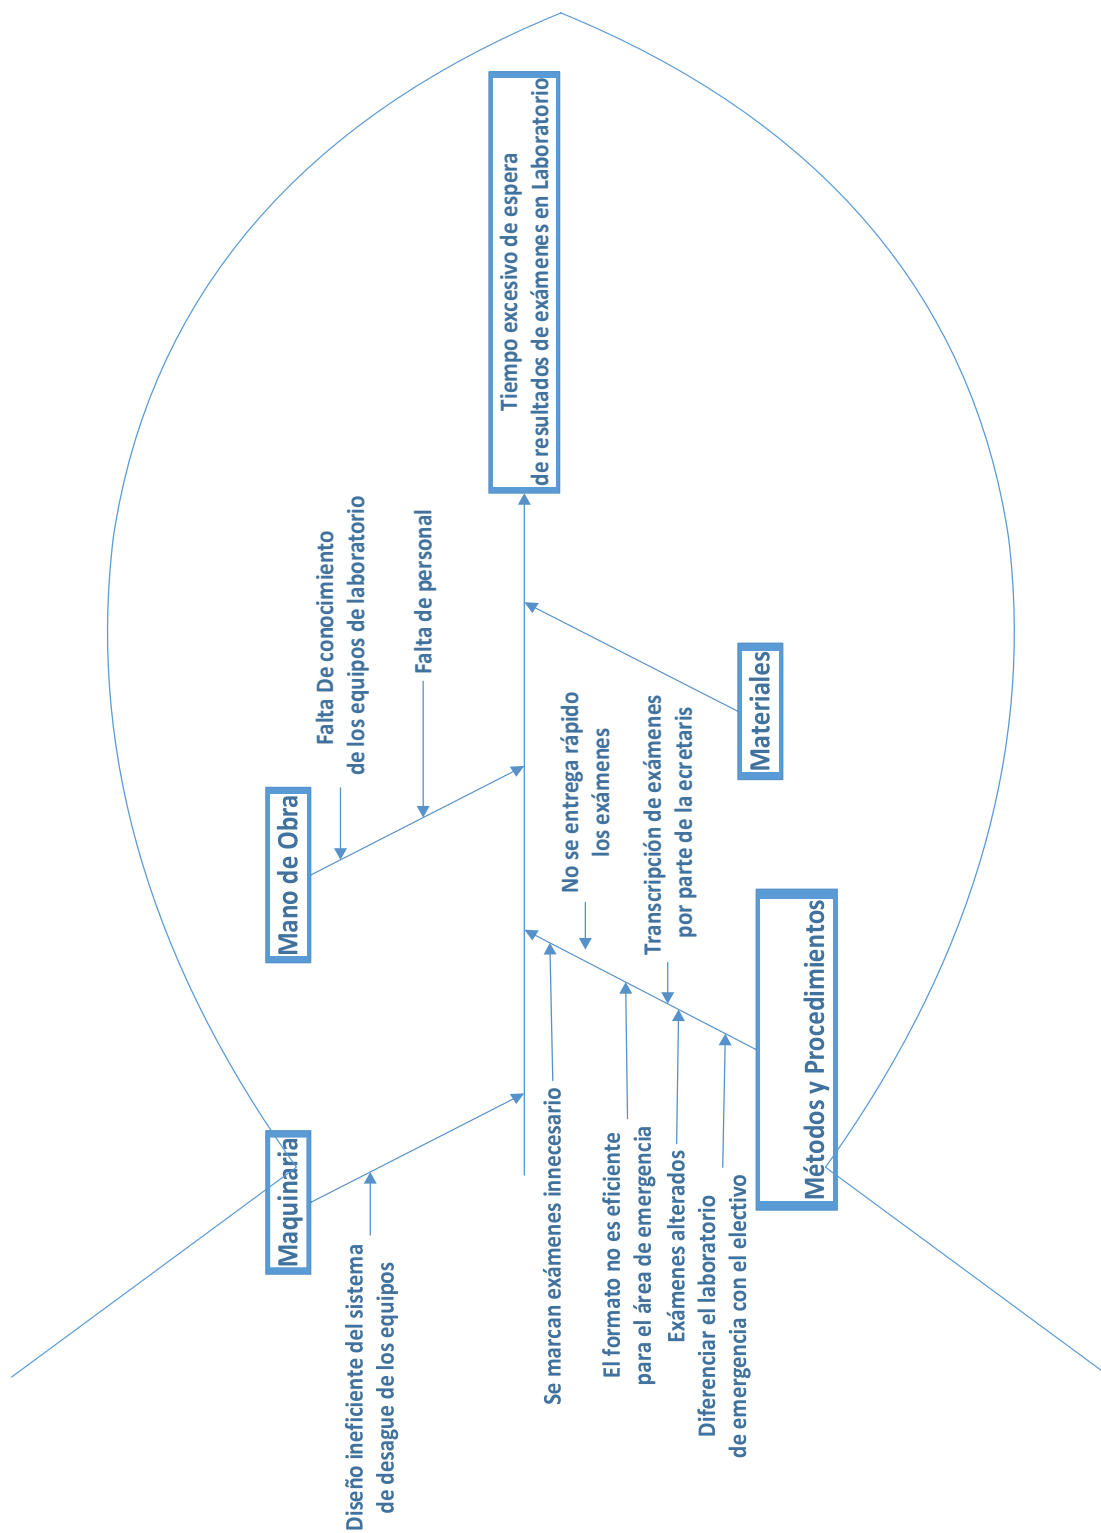 Maquinaria
Diseño ineficiente del sistema
de desague de los equipos
Mano de Obra
Falta De conocimiento
de los equipos de laboratorio
Falta de personal
Tiempo excesivo de espera
de resultados de exámenes en Laboratorio
Se marcan exámenes innecesario
No se entrega rápido
los exámenes
El formato no es eficiente
para el área de emergencia
Transcripción de exámenes
por parte de la ecretaris
Exámenes alterados
Diferenciar el laboratorio
de emergencia con el electivo
Métodos y Procedimientos
Materiales